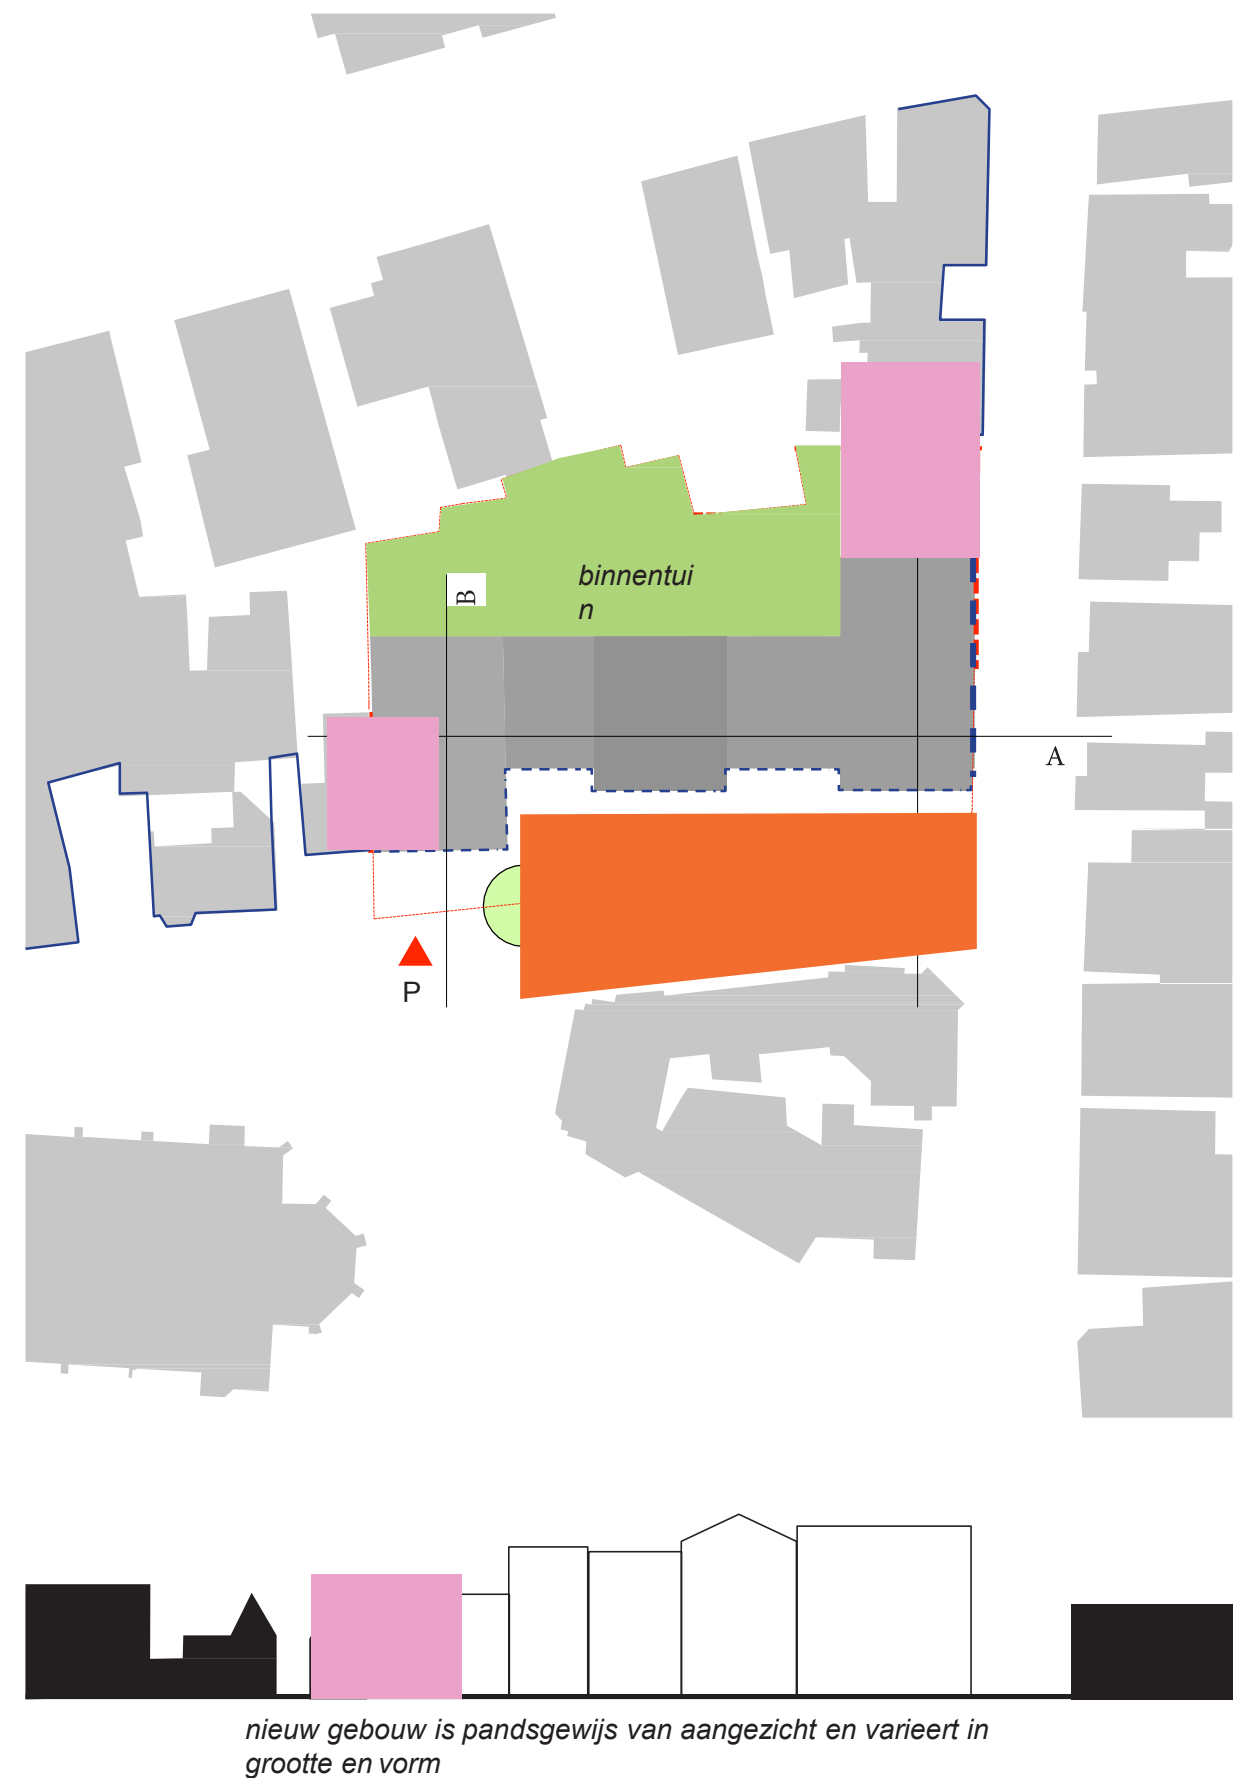 binnentui
n
B
A
P
nieuw gebouw is pandsgewijs van aangezicht en varieert in
grootte en vorm